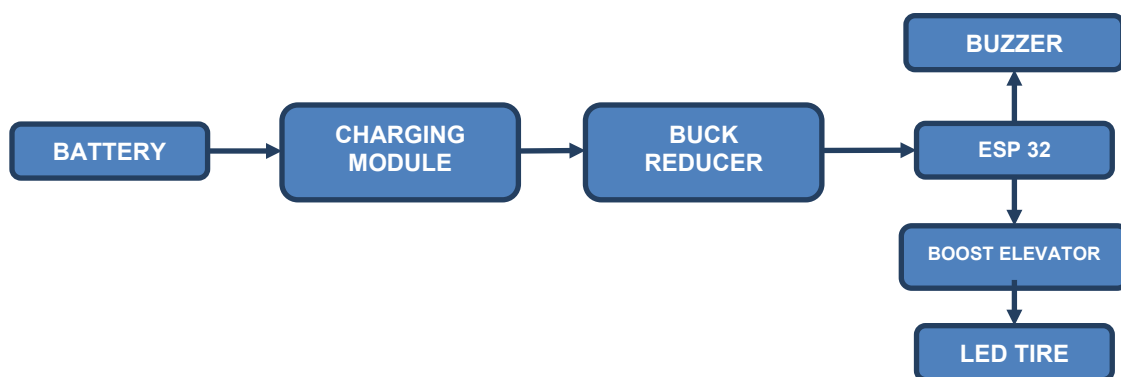 BUZZER
BATTERY
CHARGING
MODULE
BUCK
REDUCER
ESP 32
BOOST ELEVATOR
LED TIRE